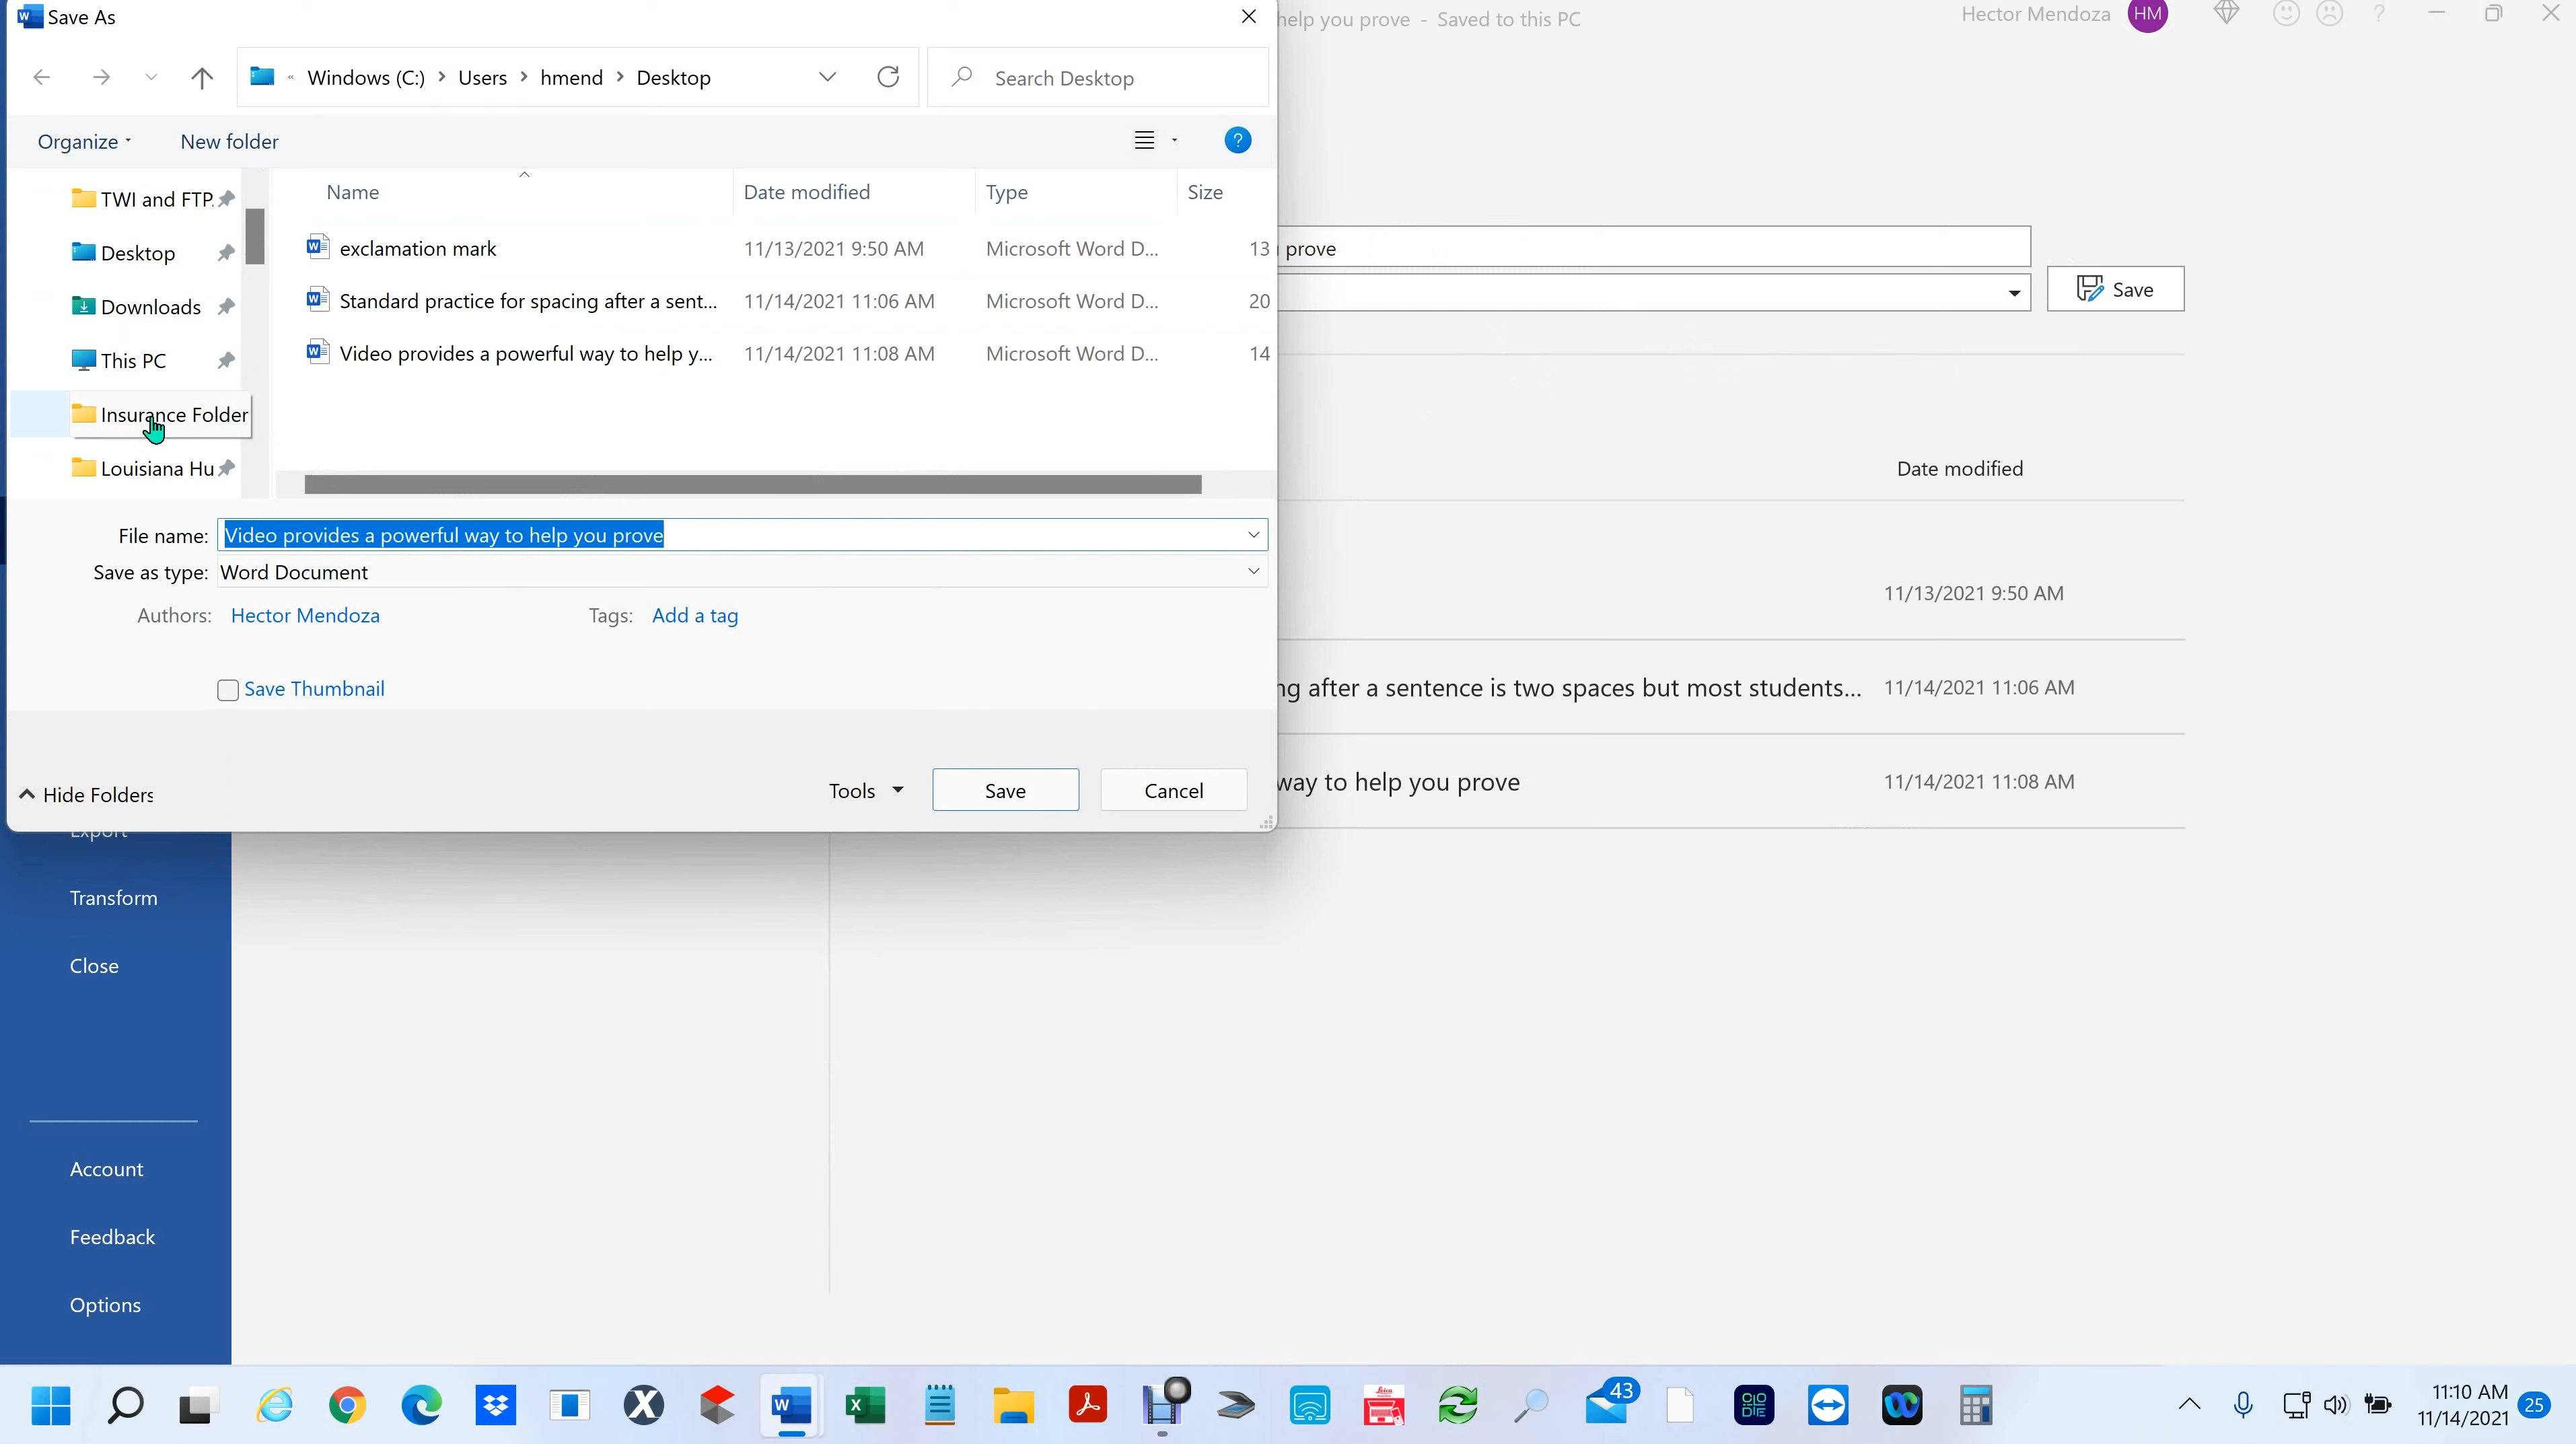 Save As
help you prove - Saved to this PC
Hector Mendoza HM
Windows (C:) > Users > hmend > Desktop
Search Desktop
Organize
New folder
?
TWI and FTP.
Desktop
Downloads
This PC
Insurance Folder
Louisiana Hu
Name Date modified Type Size
exclamation mark 11/13/2021 9:50 AM Microsoft Word D... 13
Standard practice for spacing after a sent... 11/14/2021 11:06 AM Microsoft Word D... 20
Video provides a powerful way to help y... 11/14/2021 11:08 AM Microsoft Word D... 14
File name: Video provides a powerful way to help you prove
Save as type: Word Document
Authors: Hector Mendoza Tags: Add a tag
Save Thumbnail
Hide Folders
Tools
Save
Cancel
prove
Save
Date modified
11/13/2021 9:50 AM
ng after a sentence is two spaces but most students... 11/14/2021 11:06 AM
way to help you prove 11/14/2021 11:08 AM
Export
Transform
Close
Account
Feedback
Options
43
11:10 AM
11/14/2021
25